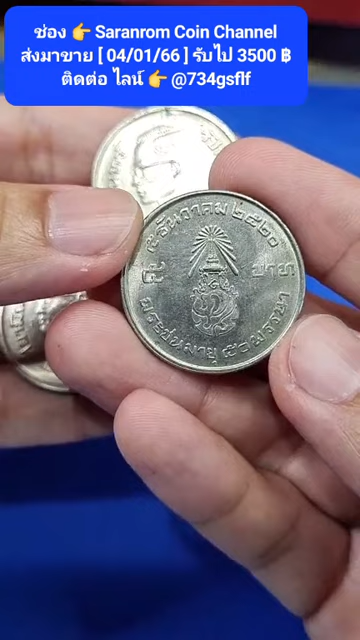 ช่อง 👉 Saranrom Coin Channel
ส่งมาขาย [ 04/01/66 ] รับไป 3500 ฿
ติดต่อ ไลน์ 👉 @734gsflf
๕ ธันวาคม ๒๕๒๐
๕ บาท
พระชนมายุ ๕๐ พรรษา